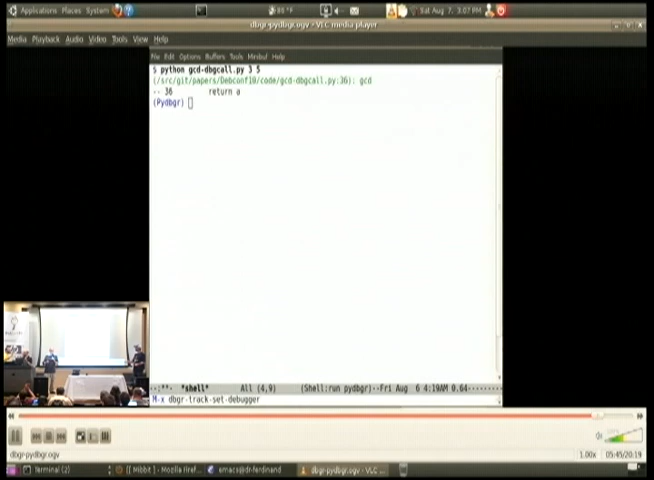 Applications Places System
85 °F
Sat Aug 7, 3:07 PM
dbgr-pydbgr.ogv - VLC media player
Media Playback Audio Video Tools View Help
File Edit Options Buffers Tools Minibuf Help
$ python gcd-dbgcall.py 3 5
(/src/git/papers/Debconf10/code/gcd-dbgcall.py:36): gcd
-- 36 return a
(Pydbgr)
--:**- *shell* All (4,9) (Shell:run pydbgr)--Fri Aug 6 4:19AM 0.64--------
M-x dbgr-track-set-debugger
dbgr-pydbgr.ogv 1.00x 05:45/20:19
Terminal (2) [[ Mibbit - Mozilla Firef... emacs@dr-ferdinand dbgr-pydbgr.ogv - VLC ...